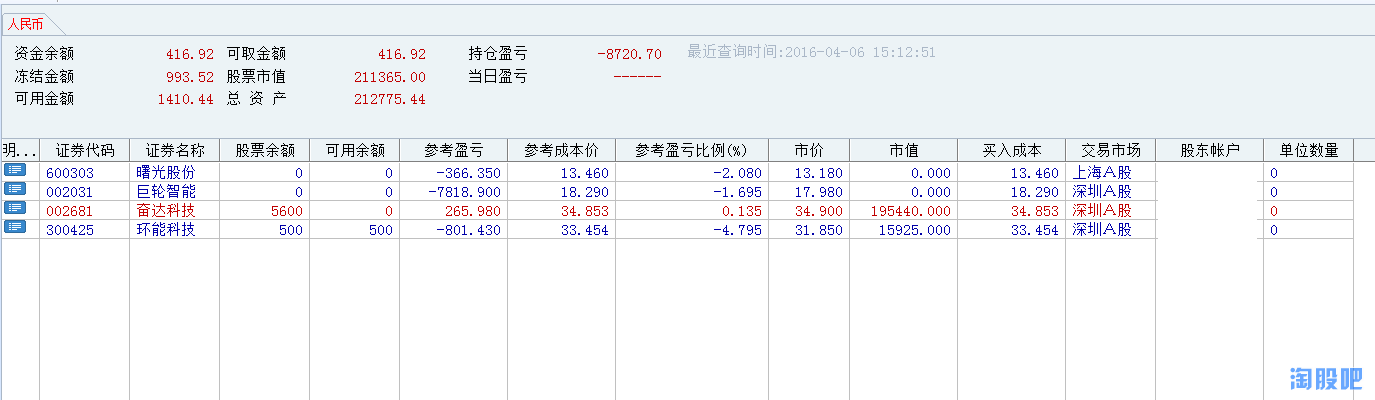 人民币
资金余额 416.92 可取金额 416.92 持仓盈亏 -8720.70 最近查询时间:2016-04-06 15:12:51
冻结金额 993.52 股票市值 211365.00 当日盈亏 ------
可用金额 1410.44 总 资 产 212775.44
明... 证券代码 证券名称 股票余额 可用余额 参考盈亏 参考成本价 参考盈亏比例(%) 市价 市值 买入成本 交易市场 股东帐户 单位数量
600303 曙光股份 0 0 -366.350 13.460 -2.080 13.180 0.000 13.460 上海A股 0
002031 巨轮智能 0 0 -7818.900 18.290 -1.695 17.980 0.000 18.290 深圳A股 0
002681 奋达科技 5600 0 265.980 34.853 0.135 34.900 195440.000 34.853 深圳A股 0
300425 环能科技 500 500 -801.430 33.454 -4.795 31.850 15925.000 33.454 深圳A股 0
淘股吧